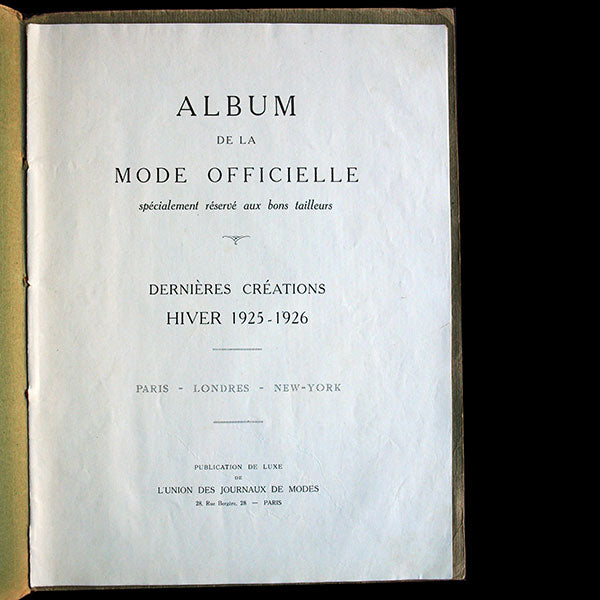 ALBUM
DE LA
MODE OFFICIELLE
spécialement réservé aux bons tailleurs
DERNIÈRES CRÉATIONS
HIVER 1925-1926
PARIS - LONDRES - NEW-YORK
PUBLICATION DE LUXE
DE
L'UNION DES JOURNAUX DE MODES
28, Rue Bergère, 28 — PARIS